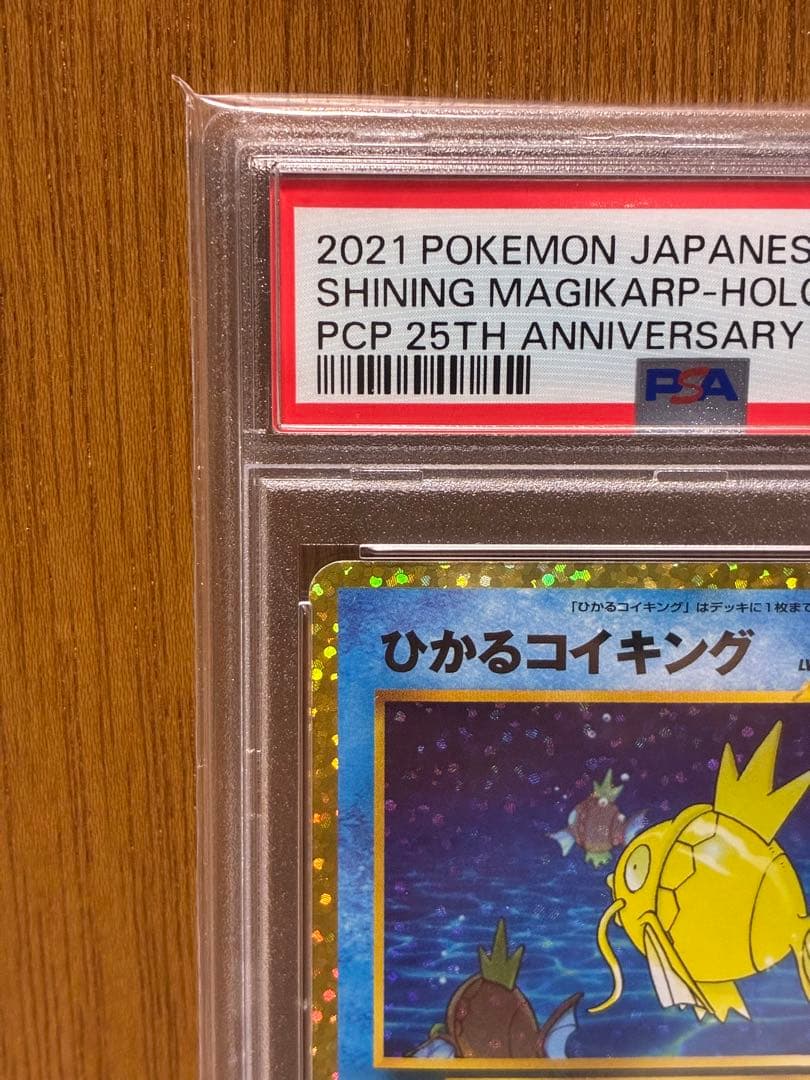 2021 POKEMON JAPANES
SHINING MAGIKARP-HOLO
PCP 25TH ANNIVERSARY
PSA
「ひかるコイキング」はデッキに1枚まで
ひかるコイキング LV